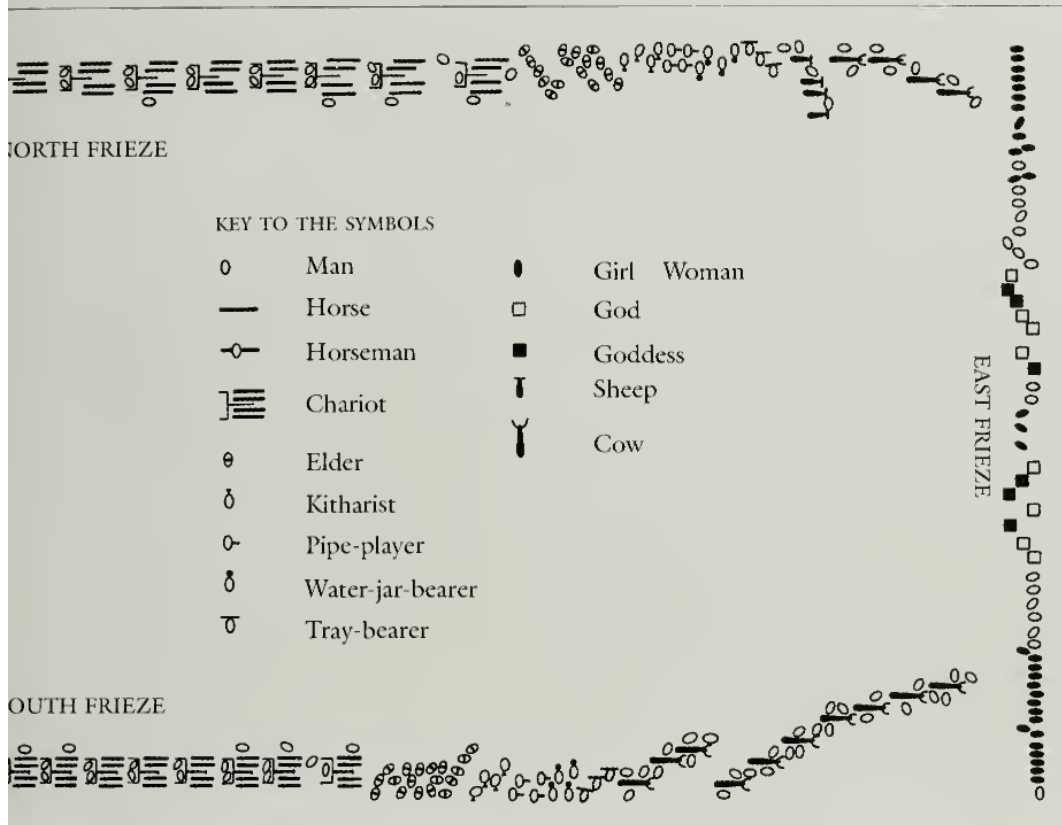 NORTH FRIEZE
KEY TO THE SYMBOLS
Man
Horse
Horseman
Chariot
Elder
Kitharist
Pipe-player
Water-jar-bearer
Tray-bearer
Girl Woman
God
Goddess
Sheep
Cow
EAST FRIEZE
OUTH FRIEZE